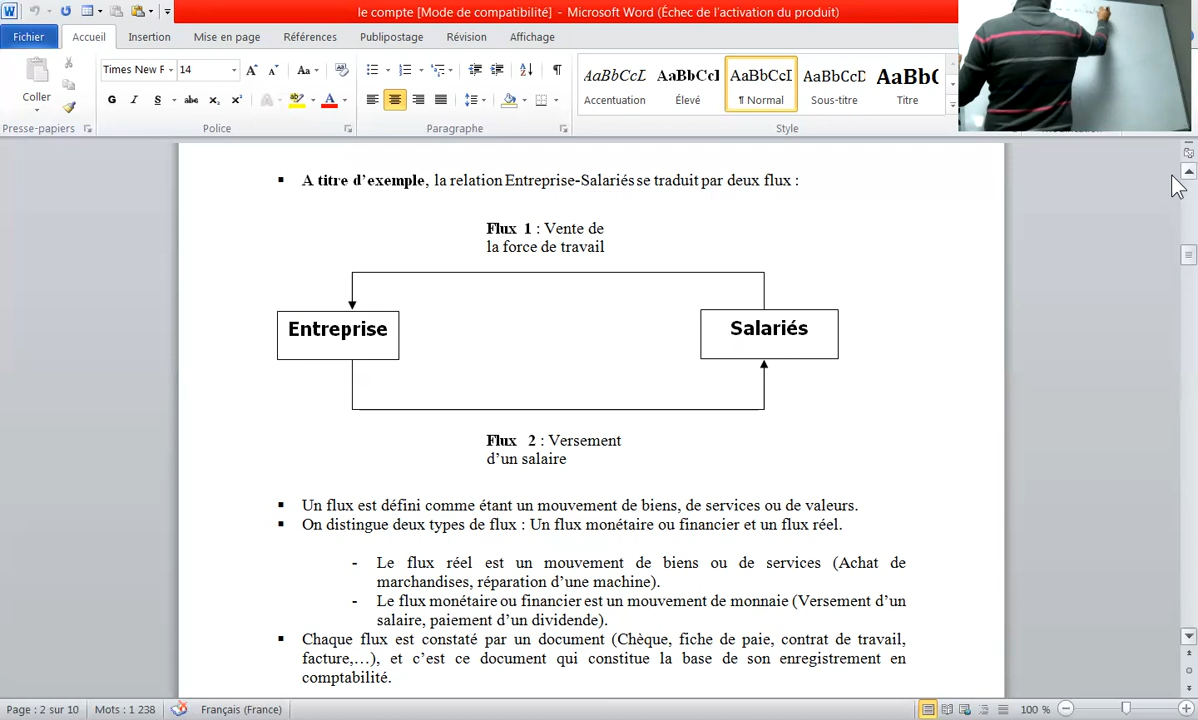 le compte [Mode de compatibilité] - Microsoft Word (Échec de l'activation du produit)
Fichier Accueil Insertion Mise en page Références Publipostage Révision Affichage
Coller
Times New R 14
G I S abc x₂ x²
AaBbCcL AaBbCcI AaBbCcI AaBbCcI AaBbC
Accentuation Élevé ¶ Normal Sous-titre Titre
Presse-papiers Police Paragraphe Style
▪ A titre d'exemple, la relation Entreprise-Salariés se traduit par deux flux :
Flux 1 : Vente de
la force de travail
Entreprise
Salariés
Flux 2 : Versement
d'un salaire
▪ Un flux est défini comme étant un mouvement de biens, de services ou de valeurs.
▪ On distingue deux types de flux : Un flux monétaire ou financier et un flux réel.
- Le flux réel est un mouvement de biens ou de services (Achat de
marchandises, réparation d'une machine).
- Le flux monétaire ou financier est un mouvement de monnaie (Versement d'un
salaire, paiement d'un dividende).
▪ Chaque flux est constaté par un document (Chèque, fiche de paie, contrat de travail,
facture,…), et c'est ce document qui constitue la base de son enregistrement en
comptabilité.
Page : 2 sur 10 Mots : 1 238 Français (France) 100 %